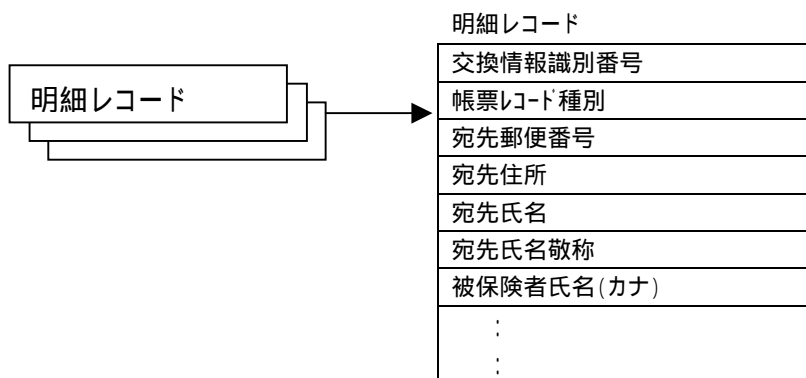 明細レコード
明細レコード
交換情報識別番号
帳票ﾚｺｰﾄﾞ種別
宛先郵便番号
宛先住所
宛先氏名
宛先氏名敬称
被保険者氏名(カナ)
:
: